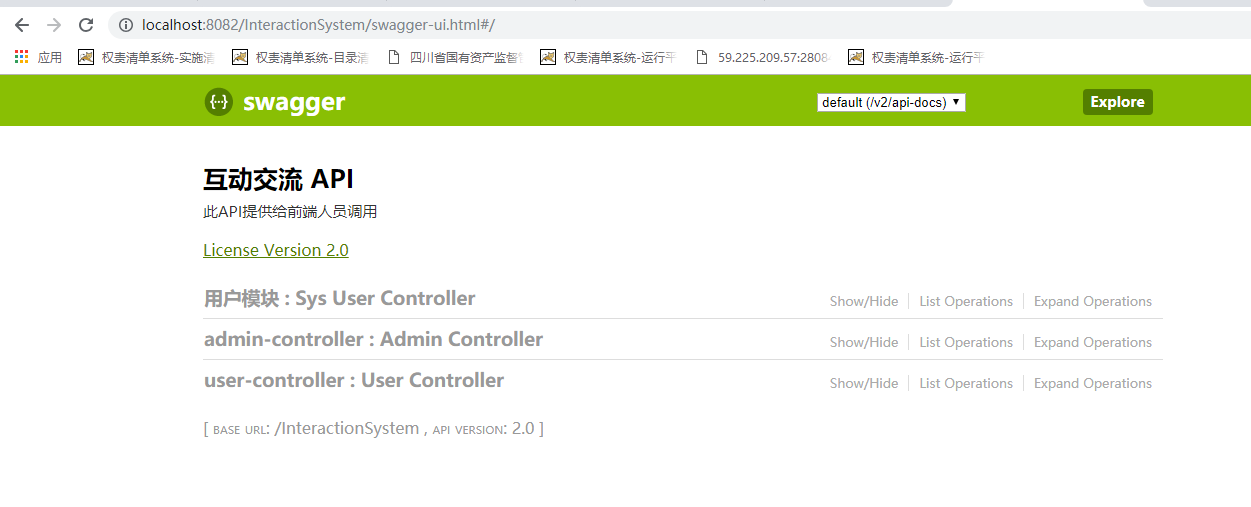 localhost:8082/InteractionSystem/swagger-ui.html#/
应用 权责清单系统-实施清 权责清单系统-目录清 四川省国有资产监督管 权责清单系统-运行平 59.225.209.57:2808 权责清单系统-运行平
{··} swagger default (/v2/api-docs) Explore
互动交流 API
此API提供给前端人员调用
License Version 2.0
用户模块 : Sys User Controller Show/Hide List Operations Expand Operations
admin-controller : Admin Controller Show/Hide List Operations Expand Operations
user-controller : User Controller Show/Hide List Operations Expand Operations
[ BASE URL: /InteractionSystem , API VERSION: 2.0 ]